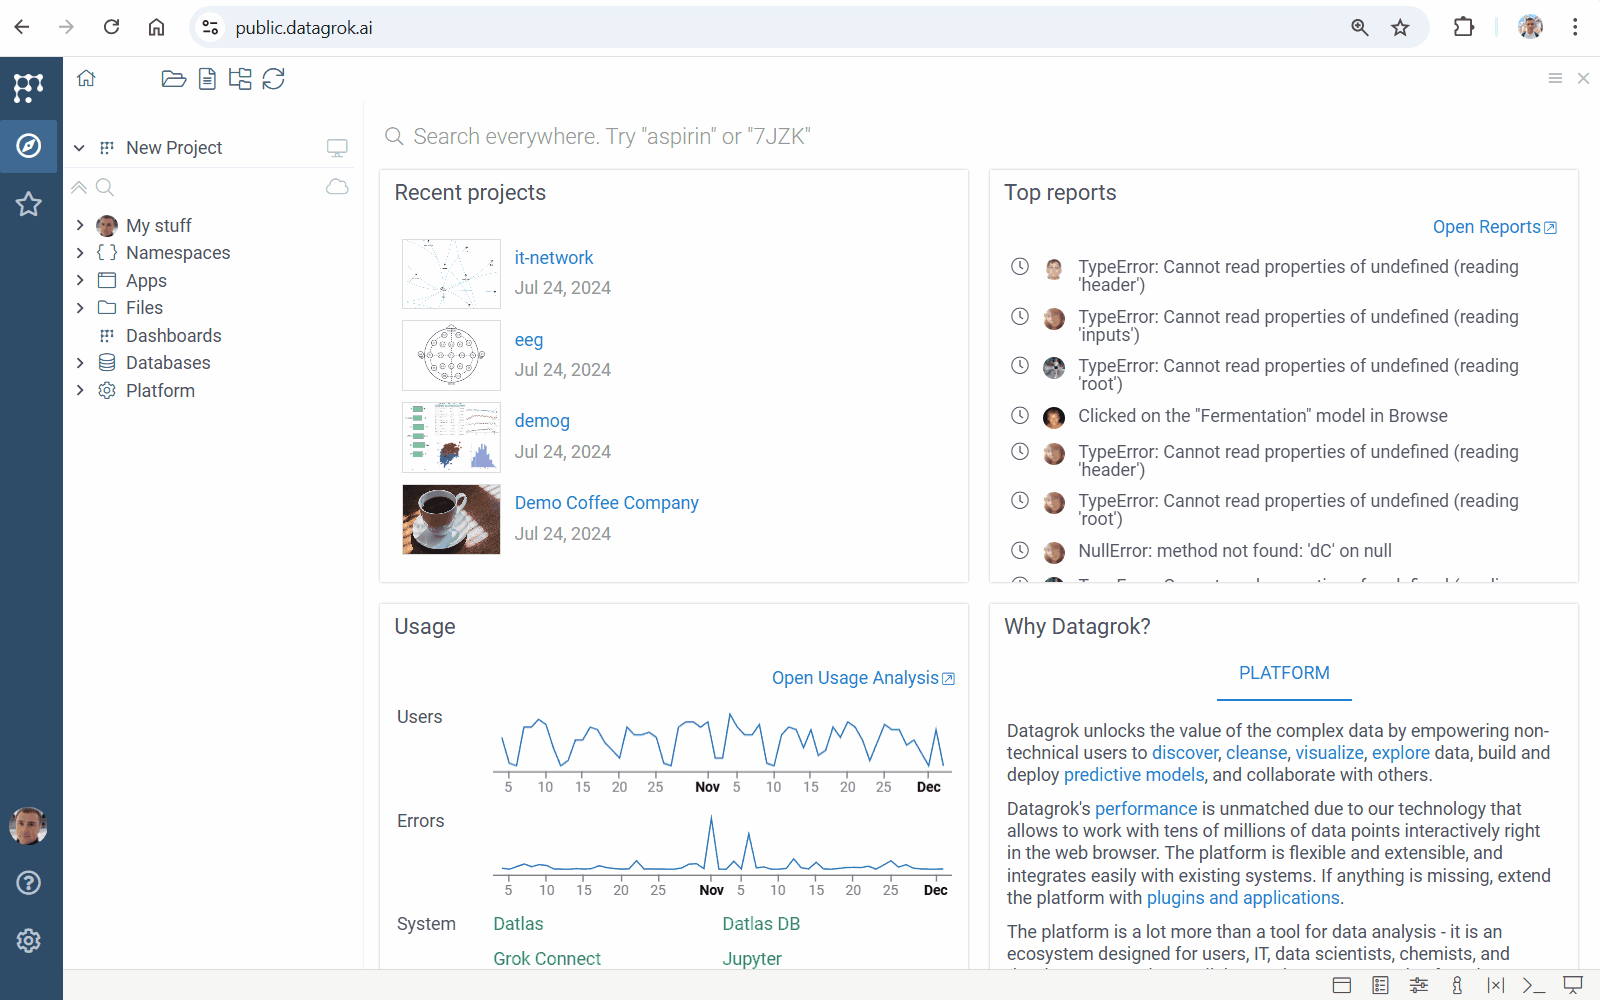 public.datagrok.ai
New Project
My stuff
Namespaces
Apps
Files
Dashboards
Databases
Platform
Search everywhere. Try "aspirin" or "7JZK"
Recent projects
it-network
Jul 24, 2024
eeg
Jul 24, 2024
demog
Jul 24, 2024
Demo Coffee Company
Jul 24, 2024
Top reports
Open Reports
TypeError: Cannot read properties of undefined (reading
'header')
TypeError: Cannot read properties of undefined (reading
'inputs')
TypeError: Cannot read properties of undefined (reading
'root')
Clicked on the "Fermentation" model in Browse
TypeError: Cannot read properties of undefined (reading
'header')
TypeError: Cannot read properties of undefined (reading
'root')
NullError: method not found: 'dC' on null
Usage
Open Usage Analysis
Users
5 10 15 20 25 Nov 5 10 15 20 25 Dec
Errors
5 10 15 20 25 Nov 5 10 15 20 25 Dec
System
Datlas Datlas DB
Grok Connect Jupyter
Why Datagrok?
PLATFORM
Datagrok unlocks the value of the complex data by empowering non-
technical users to discover, cleanse, visualize, explore data, build and
deploy predictive models, and collaborate with others.
Datagrok's performance is unmatched due to our technology that
allows to work with tens of millions of data points interactively right
in the web browser. The platform is flexible and extensible, and
integrates easily with existing systems. If anything is missing, extend
the platform with plugins and applications.
The platform is a lot more than a tool for data analysis - it is an
ecosystem designed for users, IT, data scientists, chemists, and